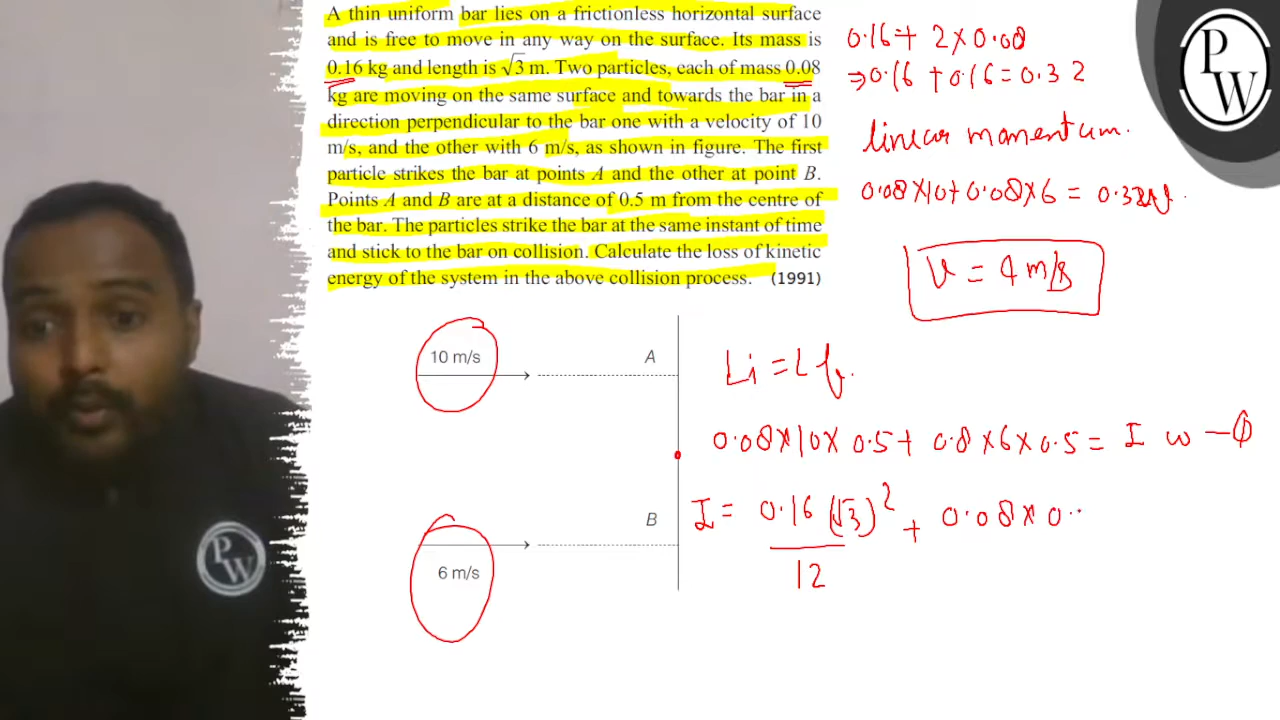 A thin uniform bar lies on a frictionless horizontal surface
and is free to move in any way on the surface. Its mass is
0.16 kg and length is √3 m. Two particles, each of mass 0.08
kg are moving on the same surface and towards the bar in a
direction perpendicular to the bar one with a velocity of 10
m/s, and the other with 6 m/s, as shown in figure. The first
particle strikes the bar at points A and the other at point B.
Points A and B are at a distance of 0.5 m from the centre of
the bar. The particles strike the bar at the same instant of time
and stick to the bar on collision. Calculate the loss of kinetic
energy of the system in the above collision process. (1991)
10 m/s
A
B
6 m/s
0.16 + 2×0.08
⇒ 0.16 + 0.16 = 0.32
linear momentum.
0.08×10+0.08×6 = 0.32V.
V = 4 m/s
Li = Lf.
0.08×10×0.5+ 0.8×6×0.5 = I ω —①
I = 0.16 (√3)² + 0.08×0..
12
PW
PW